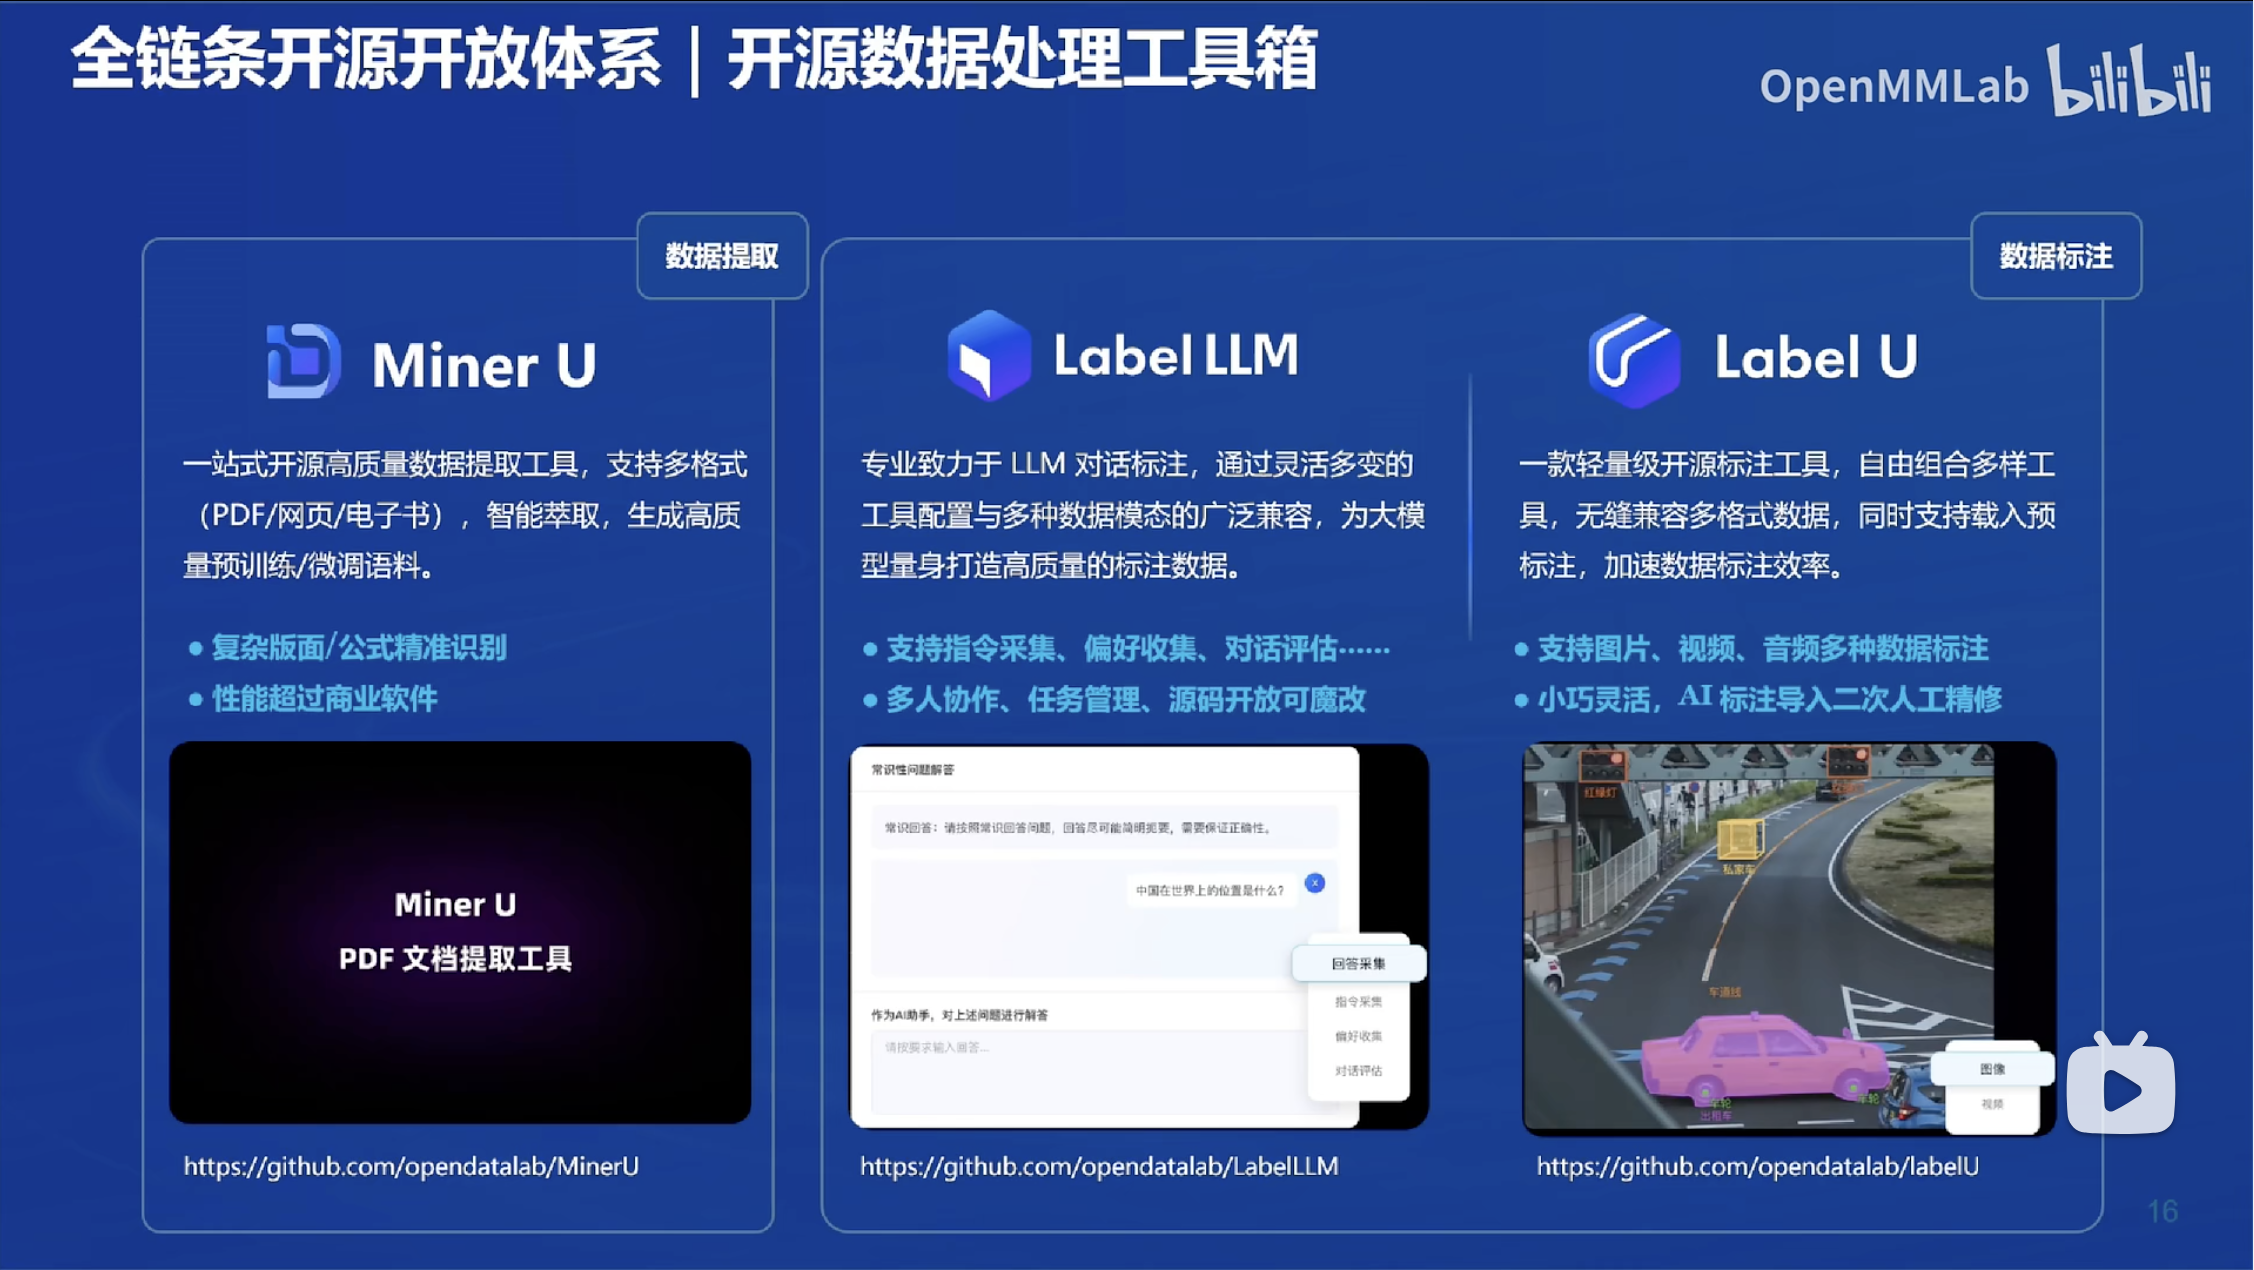 全链条开源开放体系 | 开源数据处理工具箱
OpenMMLab bilibili
数据提取
Miner U
一站式开源高质量数据提取工具，支持多格式
（PDF/网页/电子书），智能萃取，生成高质
量预训练/微调语料。
● 复杂版面/公式精准识别
● 性能超过商业软件
Miner U
PDF 文档提取工具
https://github.com/opendatalab/MinerU
数据标注
Label LLM
专业致力于 LLM 对话标注，通过灵活多变的
工具配置与多种数据模态的广泛兼容，为大模
型量身打造高质量的标注数据。
● 支持指令采集、偏好收集、对话评估······
● 多人协作、任务管理、源码开放可魔改
常识性问题解答
常识回答：请按照常识回答问题，回答尽可能简明扼要，需要保证正确性。
中国在世界上的位置是什么？
X
作为AI助手，对上述问题进行解答
请按要求输入回答...
回答采集
指令采集
偏好收集
对话评估
https://github.com/opendatalab/LabelLLM
Label U
一款轻量级开源标注工具，自由组合多样工
具，无缝兼容多格式数据，同时支持载入预
标注，加速数据标注效率。
● 支持图片、视频、音频多种数据标注
● 小巧灵活，AI 标注导入二次人工精修
红绿灯
私家车
车道线
车轮
车轮
出租车
图像
视频
https://github.com/opendatalab/labelU
16